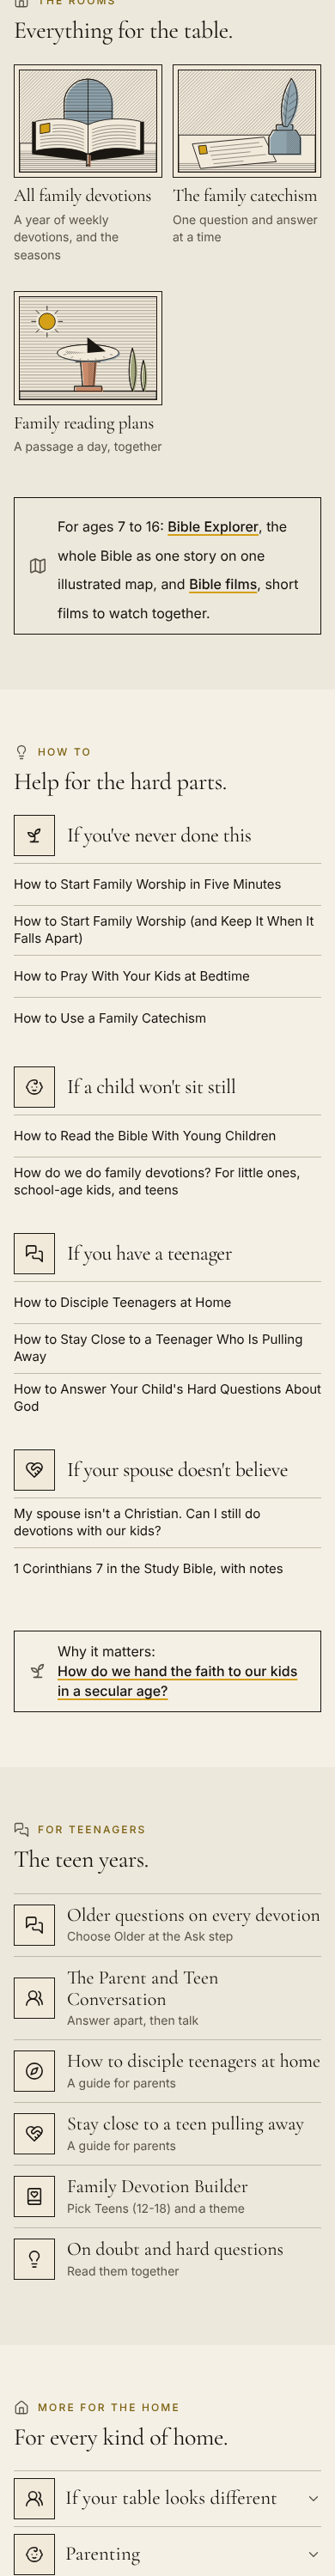 THE ROOMS
Everything for the table.
All family devotions
A year of weekly
devotions, and the
seasons
The family catechism
One question and answer
at a time
Family reading plans
A passage a day, together
For ages 7 to 16: Bible Explorer, the
whole Bible as one story on one
illustrated map, and Bible films, short
films to watch together.
HOW TO
Help for the hard parts.
If you've never done this
How to Start Family Worship in Five Minutes
How to Start Family Worship (and Keep It When It
Falls Apart)
How to Pray With Your Kids at Bedtime
How to Use a Family Catechism
If a child won't sit still
How to Read the Bible With Young Children
How do we do family devotions? For little ones,
school-age kids, and teens
If you have a teenager
How to Disciple Teenagers at Home
How to Stay Close to a Teenager Who Is Pulling
Away
How to Answer Your Child's Hard Questions About
God
If your spouse doesn't believe
My spouse isn't a Christian. Can I still do
devotions with our kids?
1 Corinthians 7 in the Study Bible, with notes
Why it matters:
How do we hand the faith to our kids
in a secular age?
FOR TEENAGERS
The teen years.
Older questions on every devotion
Choose Older at the Ask step
The Parent and Teen
Conversation
Answer apart, then talk
How to disciple teenagers at home
A guide for parents
Stay close to a teen pulling away
A guide for parents
Family Devotion Builder
Pick Teens (12-18) and a theme
On doubt and hard questions
Read them together
MORE FOR THE HOME
For every kind of home.
If your table looks different
Parenting